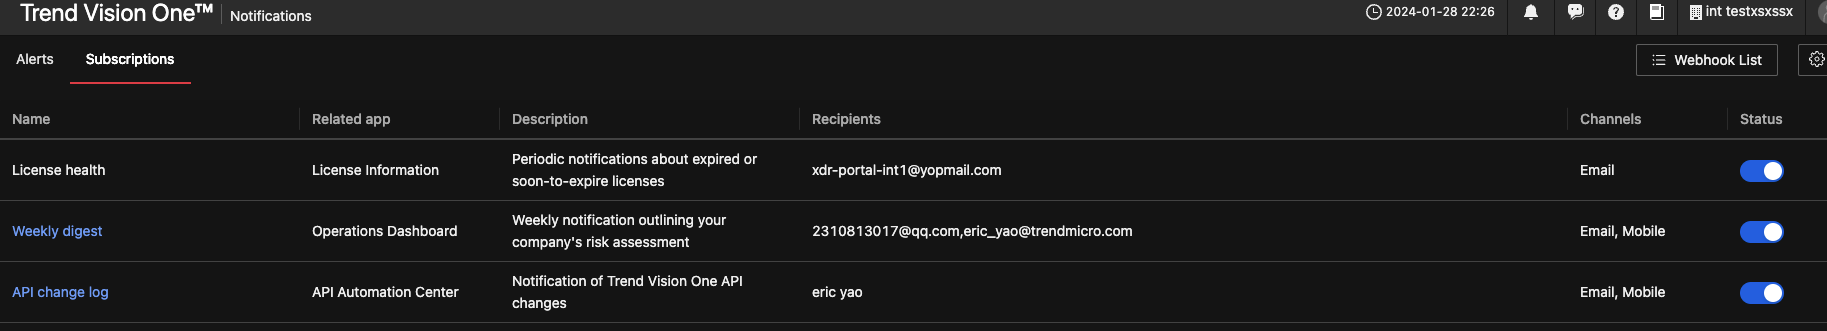 Trend Vision One™ Notifications 2024-01-28 22:26 int testxsxssx
Alerts Subscriptions Webhook List
Name Related app Description Recipients Channels Status
License health License Information Periodic notifications about expired or soon-to-expire licenses xdr-portal-int1@yopmail.com Email
Weekly digest Operations Dashboard Weekly notification outlining your company's risk assessment 2310813017@qq.com,eric_yao@trendmicro.com Email, Mobile
API change log API Automation Center Notification of Trend Vision One API changes eric yao Email, Mobile